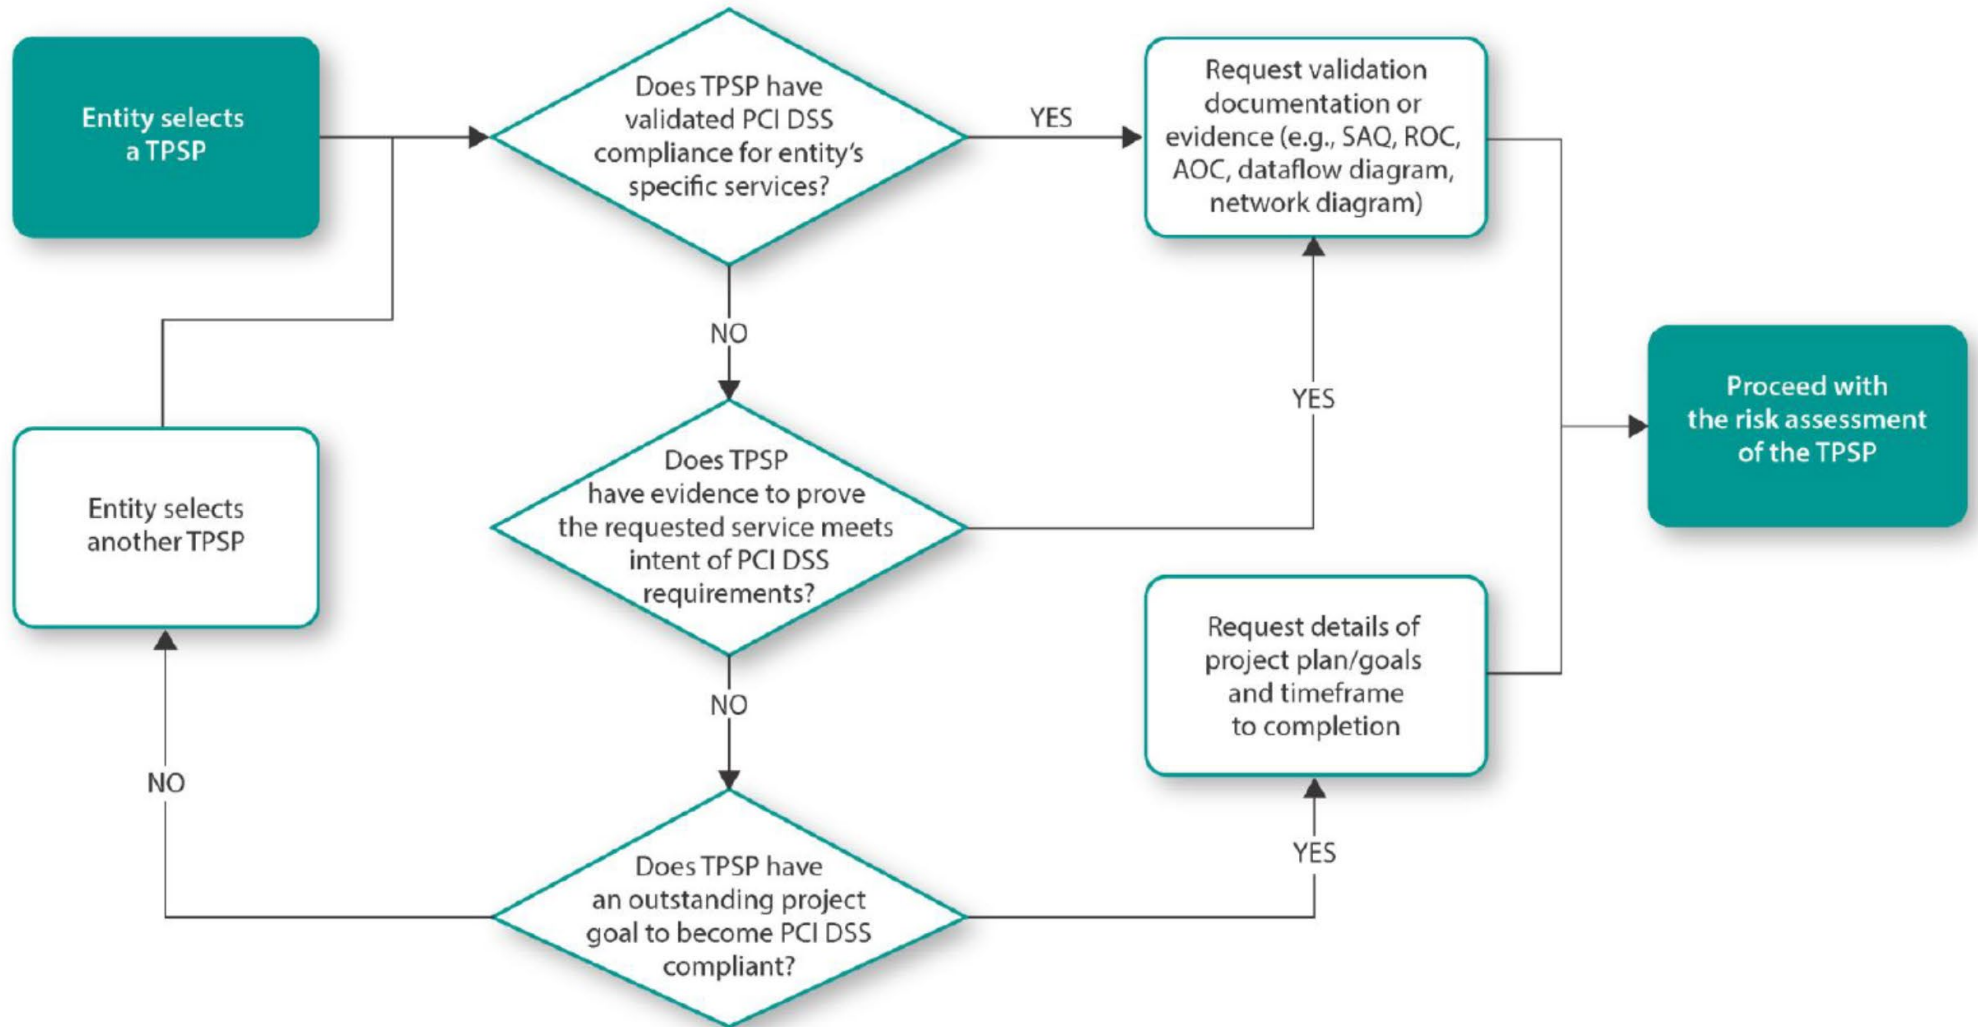 Entity selects
a TPSP
Does TPSP have
validated PCI DSS
compliance for entity's
specific services?
YES
Request validation
documentation or
evidence (e.g., SAQ, ROC,
AOC, dataflow diagram,
network diagram)
NO
YES
Proceed with
the risk assessment
of the TPSP
Entity selects
another TPSP
Does TPSP
have evidence to prove
the requested service meets
intent of PCI DSS
requirements?
Request details of
project plan/goals
and timeframe
to completion
NO
NO
YES
Does TPSP have
an outstanding project
goal to become PCI DSS
compliant?